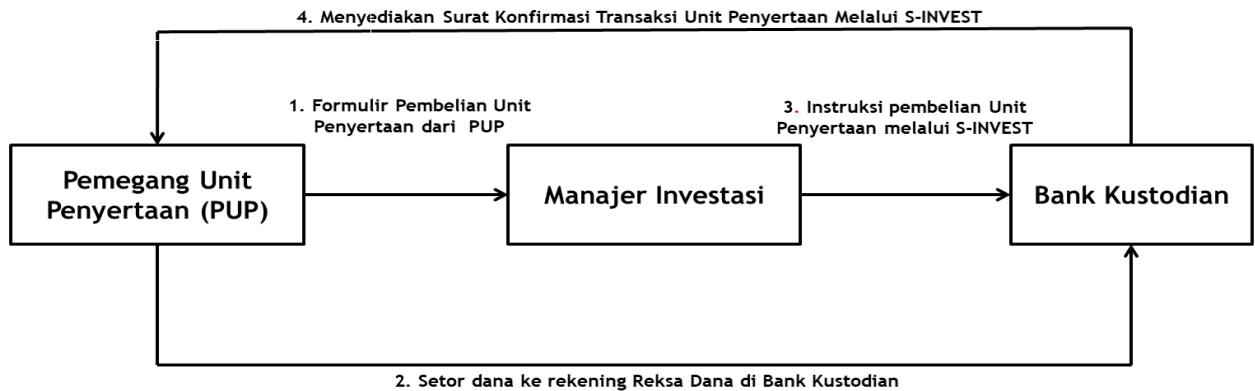 4. Menyediakan Surat Konfirmasi Transaksi Unit Penyertaan Melalui S-INVEST
1. Formulir Pembelian Unit
Penyertaan dari PUP
3. Instruksi pembelian Unit
Penyertaan melalui S-INVEST
Pemegang Unit
Penyertaan (PUP)
Manajer Investasi
Bank Kustodian
2. Setor dana ke rekening Reksa Dana di Bank Kustodian